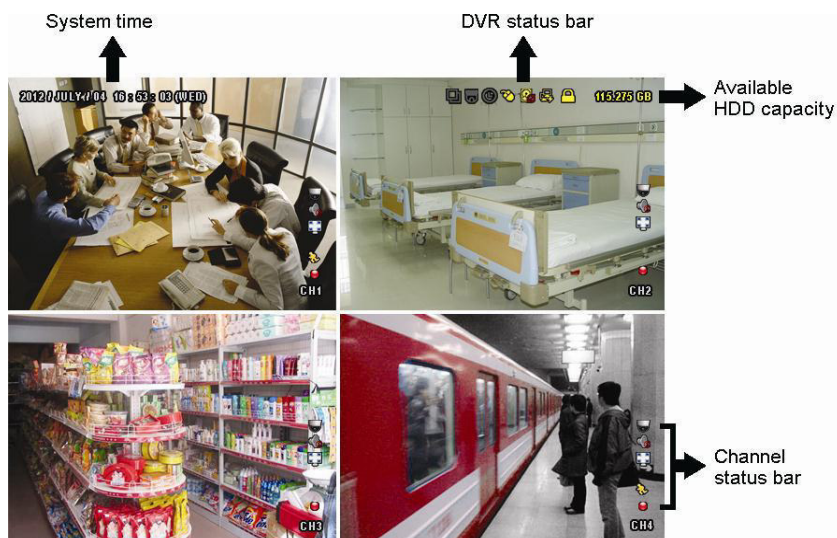 System time
DVR status bar
2012 / JULY / 04 16 : 53 : 03 (WED)
115.275 GB
Available
HDD capacity
CH1
CH2
CH3
CH4
Channel
status bar